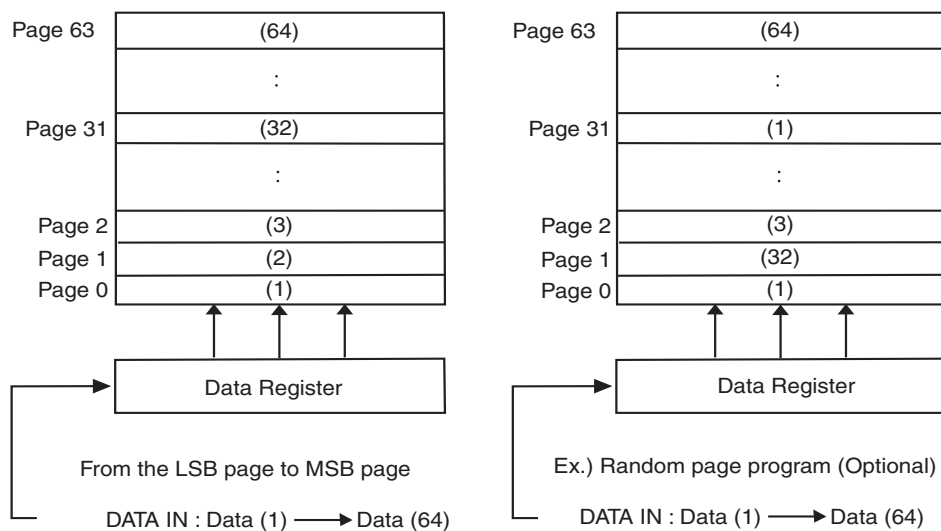 Page 63 (64)
:
Page 31 (32)
:
Page 2 (3)
Page 1 (2)
Page 0 (1)
Data Register
From the LSB page to MSB page
DATA IN : Data (1) Data (64)
Page 63 (64)
:
Page 31 (1)
:
Page 2 (3)
Page 1 (32)
Page 0 (1)
Data Register
Ex.) Random page program (Optional)
DATA IN : Data (1) Data (64)